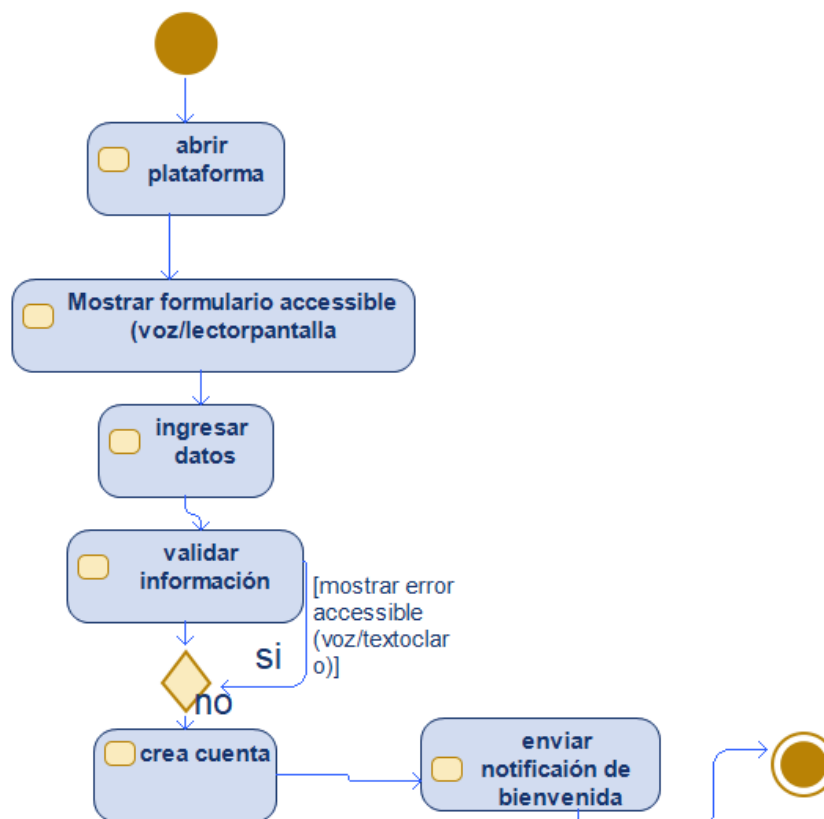 abrir
plataforma
Mostrar formulario accessible
(voz/lectorpantalla
ingresar
datos
validar
información
[mostrar error
accessible
(voz/textoclar
o)]
si
no
crea cuenta
enviar
notificaión de
bienvenida